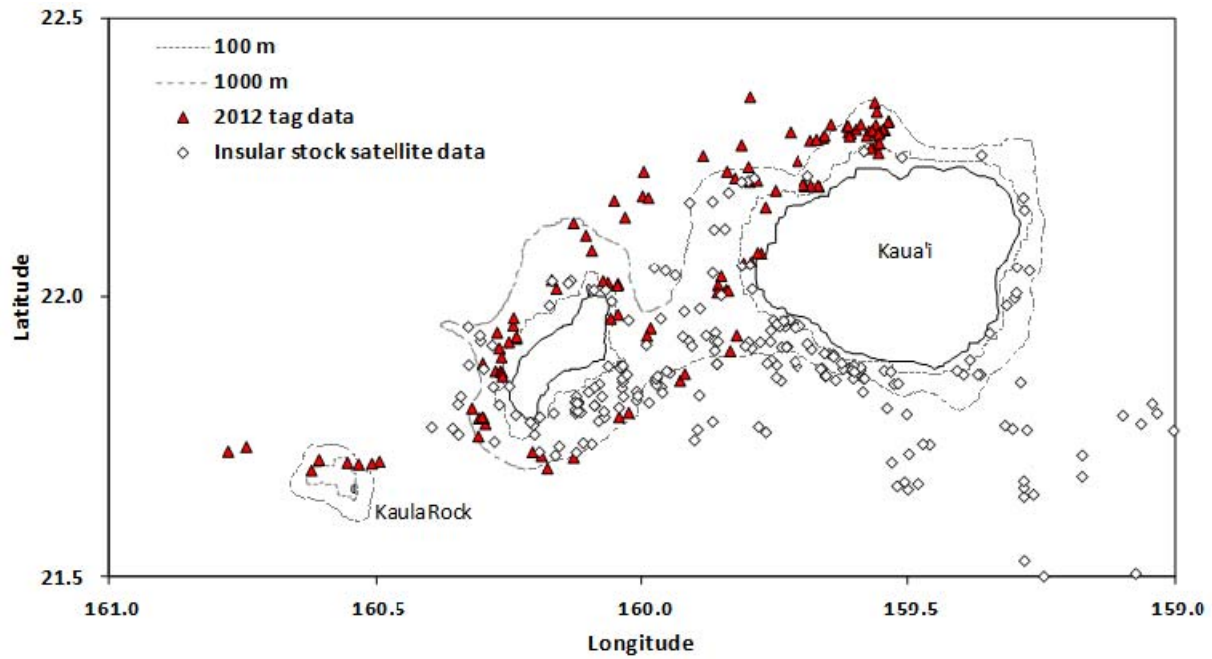 22.5
100 m
1000 m
2012 tag data
Insular stock satellite data
Kaua'i
22.0
Latitude
Kaula Rock
21.5
161.0 160.5 160.0 159.5 159.0
Longitude